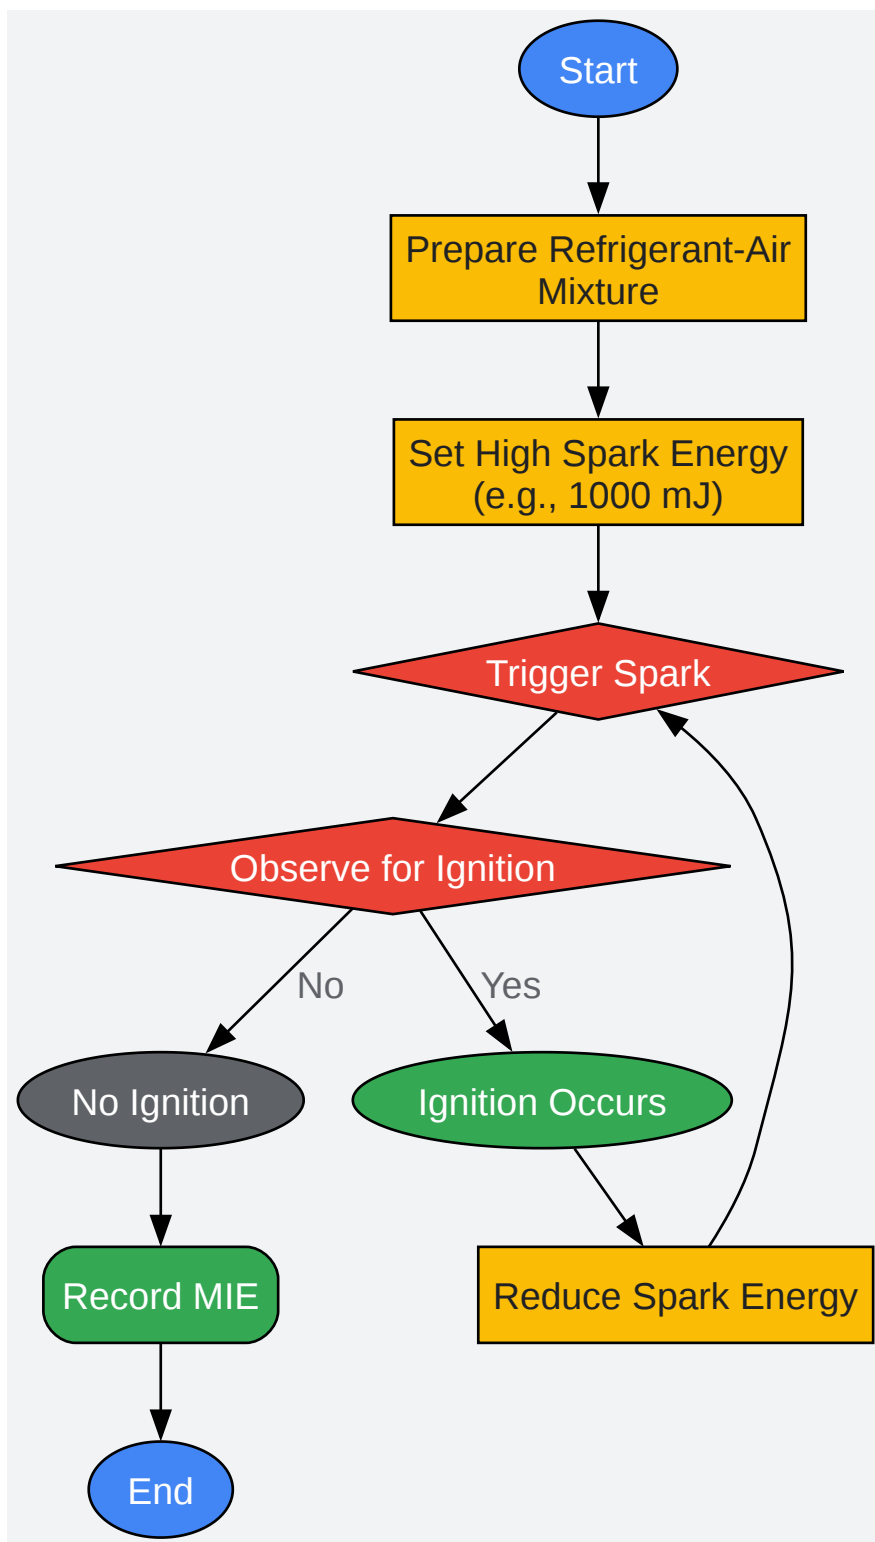 Start
Prepare Refrigerant-Air
Mixture
Set High Spark Energy
(e.g., 1000 mJ)
Trigger Spark
Observe for Ignition
No
Yes
No Ignition
Ignition Occurs
Record MIE
Reduce Spark Energy
End